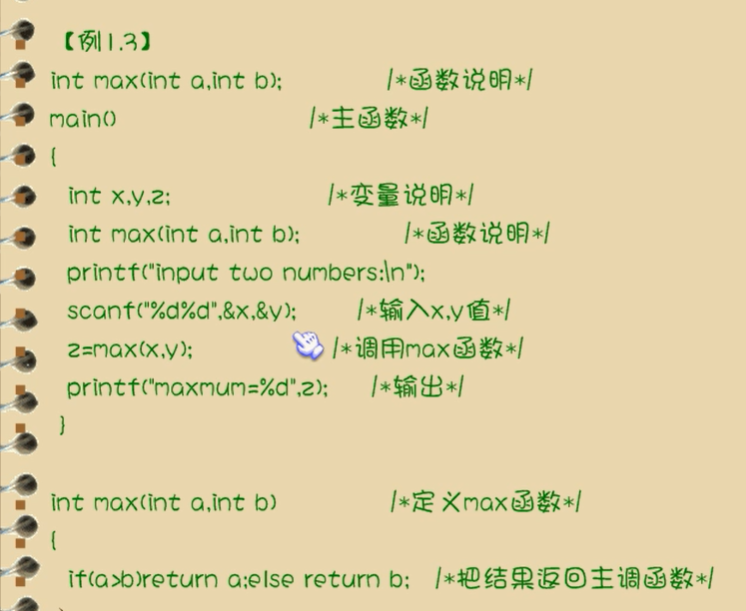 【例1.3】
int max(int a,int b); /*函数说明*/
main() /*主函数*/
{
int x,y,z; /*变量说明*/
int max(int a,int b); /*函数说明*/
printf("input two numbers:\n");
scanf("%d%d",&x,&y); /*输入x,y值*/
z=max(x,y); /*调用max函数*/
printf("maxmum=%d",z); /*输出*/
}
int max(int a,int b) /*定义max函数*/
{
if(a>b)return a;else return b; /*把结果返回主调函数*/